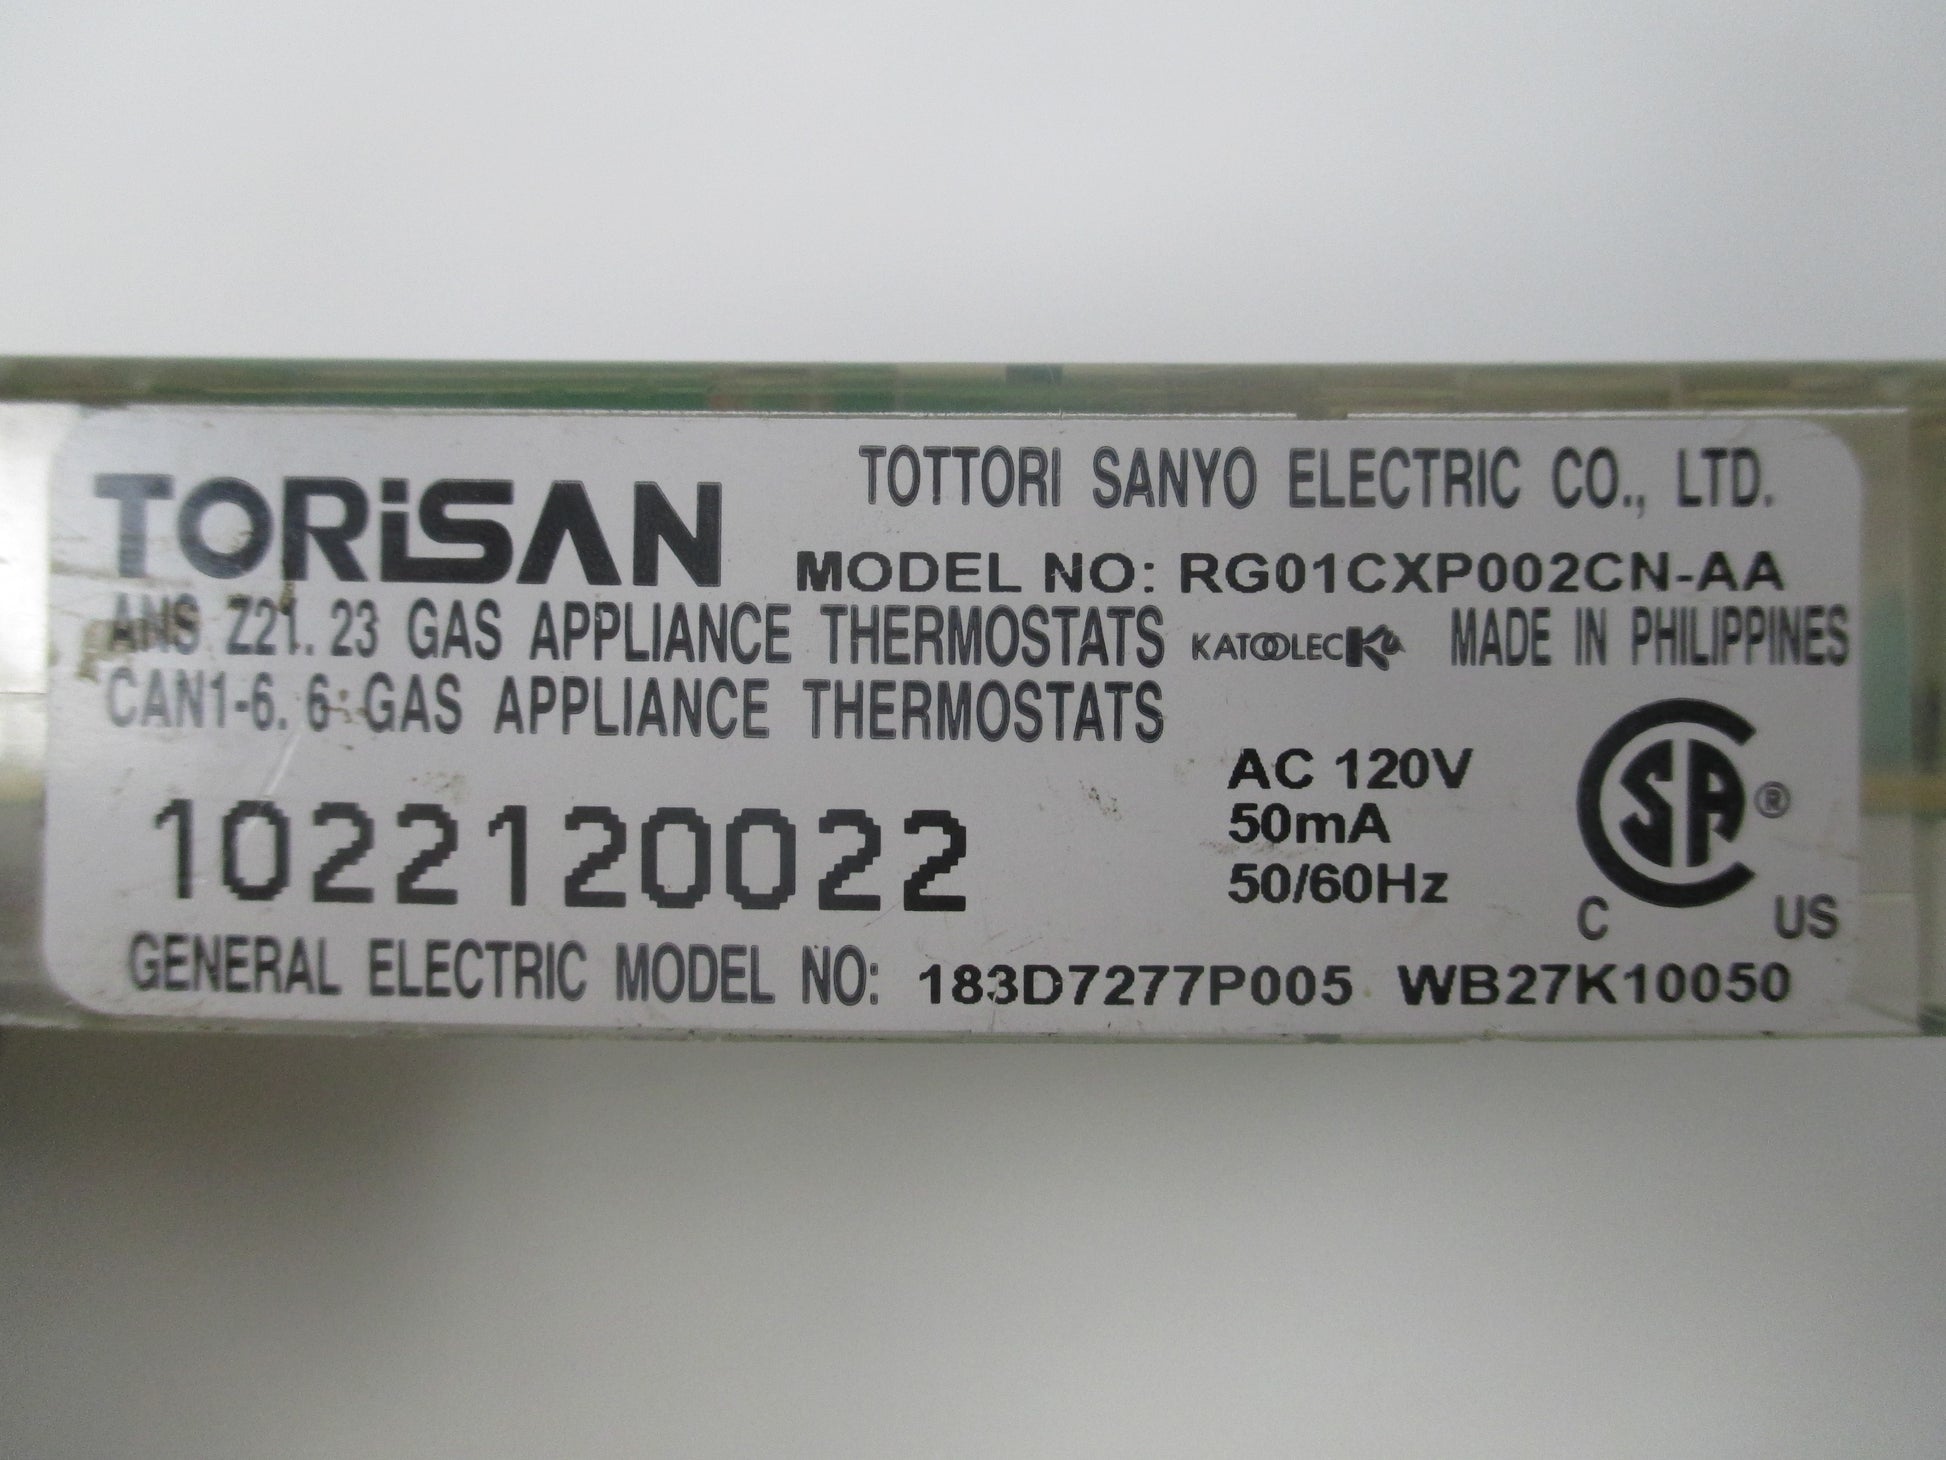 TORiSAN
TOTTORI SANYO ELECTRIC CO., LTD.
MODEL NO: RG01CXP002CN-AA
ANS Z21. 23 GAS APPLIANCE THERMOSTATS
KATOOLEC
MADE IN PHILIPPINES
CAN1-6. 6 GAS APPLIANCE THERMOSTATS
AC 120V
50mA
50/60Hz
SA ®
C US
1022120022
GENERAL ELECTRIC MODEL NO: 183D7277P005 WB27K10050